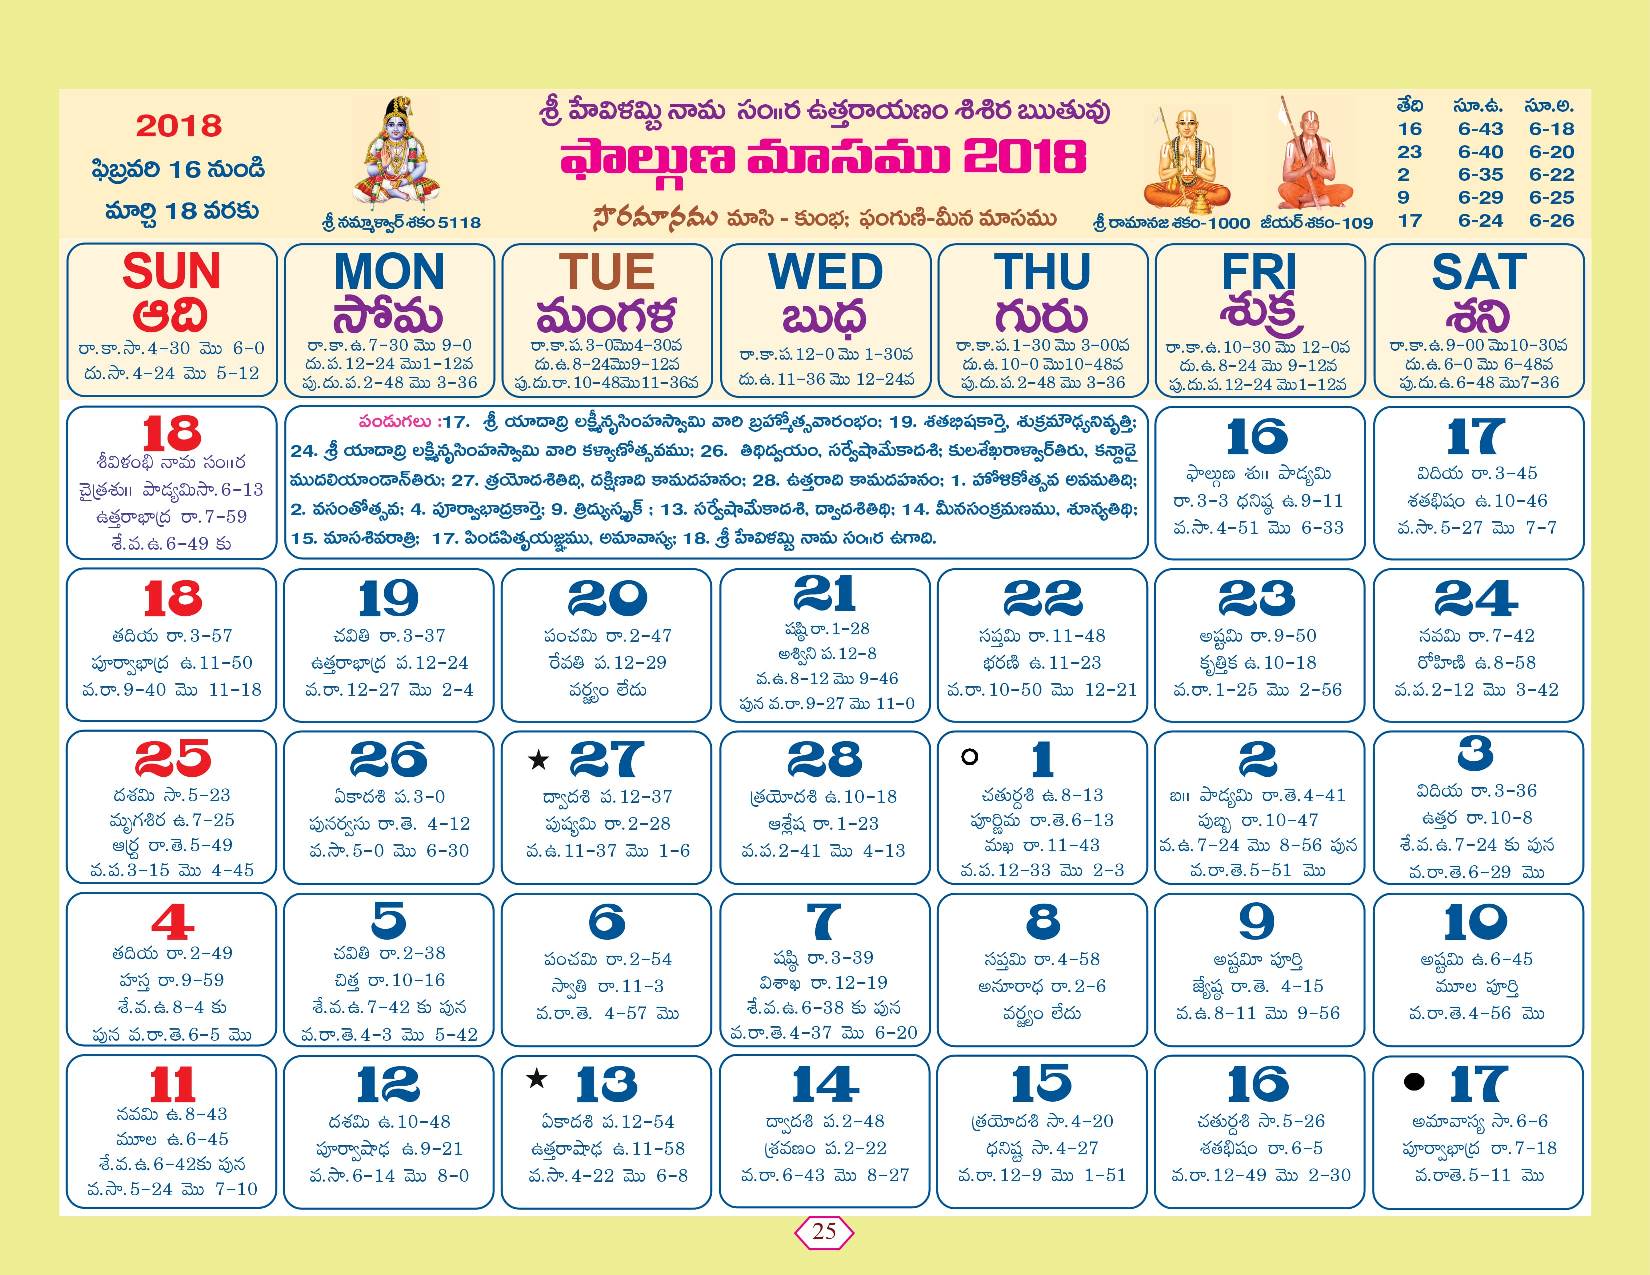 2018
ఫిబ్రవరి 16 నుండి
మార్చి 18 వరకు
శ్రీ నమ్మాళ్వార్ శకం 5118
శ్రీ హేవిళమ్బి నామ సం॥ర ఉత్తరాయణం శిశిర ఋతువు
ఫాల్గుణ మాసము 2018
సౌరమానము మాసి - కుంభ; ఫంగుణి-మీన మాసము
శ్రీ రామానుజ శకం-1000 జీయర్ శకం-109
తేది సూ.ఉ. సూ.అ.
16 6-43 6-18
23 6-40 6-20
2 6-35 6-22
9 6-29 6-25
17 6-24 6-26
SUN
ఆది
రా.కా.సా.4-30 మొ 6-0
దు.సా.4-24 మొ 5-12
MON
సోమ
రా.కా.ఉ.7-30 మొ 9-0
దు.ప.12-24 మొ1-12వ
పు.దు.ప.2-48 మొ 3-36
TUE
మంగళ
రా.కా.ప.3-0మొ4-30వ
దు.ఉ.8-24మొ9-12వ
పు.దు.రా.10-48మొ11-36వ
WED
బుధ
రా.కా.ప.12-0 మొ 1-30వ
దు.ఉ.11-36 మొ 12-24వ
THU
గురు
రా.కా.ప.1-30 మొ 3-00వ
దు.ఉ.10-0 మొ10-48వ
పు.దు.ప.2-48 మొ 3-36
FRI
శుక్ర
రా.కా.ఉ.10-30 మొ 12-0వ
దు.ఉ.8-24 మొ 9-12వ
పు.దు.ప.12-24 మొ1-12వ
SAT
శని
రా.కా.ఉ.9-00 మొ10-30వ
దు.ఉ.6-0 మొ 6-48వ
పు.దు.ఉ.6-48 మొ7-36
18
శీవిళంభి నామ సం॥ర
చైత్రశు॥ పాడ్యమిసా.6-13
ఉత్తరాభాద్ర రా.7-59
శే.వ.ఉ.6-49 కు
పండుగలు :17. శ్రీ యాదాద్రి లక్ష్మీనృసింహస్వామి వారి బ్రహ్మోత్సవారంభం; 19. శతభిషకార్తె, శుక్రమౌఢ్యనివృత్తి;
24. శ్రీ యాదాద్రి లక్ష్మీనృసింహస్వామి వారి కళ్యాణోత్సవము; 26. తిథిద్వయం, సర్వేషామేకాదశి; కులశేఖరాళ్వార్‌తిరు, కన్దాడై
ముదలియాండాన్‌తిరు; 27. త్రయోదశితిది, దక్షిణాది కామదహనం; 28. ఉత్తరాది కామదహనం; 1. హోళికోత్సవ అవమతిధి;
2. వసంతోత్సవ; 4. పూర్వాభాద్రకార్తె; 9. త్రిద్యుస్పృక్ ; 13. సర్వేషామేకాదశి, ద్వాదశితిథి; 14. మీనసంక్రమణము, శూన్యతిథి;
15. మాసశివరాత్రి; 17. పిండపితృయజ్ఞము, అమావాస్య; 18. శ్రీ హేవిళమ్బి నామ సం॥ర ఉగాది.
16
ఫాల్గుణ శు॥ పాడ్యమి
రా.3-3 ధనిష్ఠ ఉ.9-11
వ.సా.4-51 మొ 6-33
17
విదియ రా.3-45
శతభిషం ఉ.10-46
వ.సా.5-27 మొ 7-7
18
తదియ రా.3-57
పూర్వాభాద్ర ఉ.11-50
వ.రా.9-40 మొ 11-18
19
చవితి రా.3-37
ఉత్తరాభాద్ర ప.12-24
వ.రా.12-27 మొ 2-4
20
పంచమి రా.2-47
రేవతి ప.12-29
వర్జ్యం లేదు
21
షష్ఠి రా.1-28
అశ్విని ప.12-8
వ.ఉ.8-12 మొ 9-46
పున వ.రా.9-27 మొ 11-0
22
సప్తమి రా.11-48
భరణి ఉ.11-23
వ.రా.10-50 మొ 12-21
23
అష్టమి రా.9-50
కృత్తిక ఉ.10-18
వ.రా.1-25 మొ 2-56
24
నవమి రా.7-42
రోహిణి ఉ.8-58
వ.ప.2-12 మొ 3-42
25
దశమి సా.5-23
మృగశిర ఉ.7-25
ఆర్ద్ర రా.తె.5-49
వ.ప.3-15 మొ 4-45
26
ఏకాదశి ప.3-0
పునర్వసు రా.తె. 4-12
వ.సా.5-0 మొ 6-30
★ 27
ద్వాదశి ప.12-37
పుష్యమి రా.2-28
వ.ఉ.11-37 మొ 1-6
28
త్రయోదశి ఉ.10-18
ఆశ్లేష రా.1-23
వ.ప.2-41 మొ 4-13
1
చతుర్దశి ఉ.8-13
పూర్ణిమ రా.తె.6-13
మఖ రా.11-43
వ.ప.12-33 మొ 2-3
2
బ॥ పాడ్యమి రా.తె.4-41
పుబ్బ రా.10-47
వ.ఉ.7-24 మొ 8-56 పున
వ.రా.తె.5-51 మొ
3
విదియ రా.3-36
ఉత్తర రా.10-8
శే.వ.ఉ.7-24 కు పున
వ.రా.తె.6-29 మొ
4
తదియ రా.2-49
హస్త రా.9-59
శే.వ.ఉ.8-4 కు
పున వ.రా.తె.6-5 మొ
5
చవితి రా.2-38
చిత్త రా.10-16
శే.వ.ఉ.7-42 కు పున
వ.రా.తె.4-3 మొ 5-42
6
పంచమి రా.2-54
స్వాతి రా.11-3
వ.రా.తె. 4-57 మొ
7
షష్ఠి రా.3-39
విశాఖ రా.12-19
శే.వ.ఉ.6-38 కు పున
వ.రా.తె.4-37 మొ 6-20
8
సప్తమి రా.4-58
అనూరాధ రా.2-6
వర్జ్యం లేదు
9
అష్టమీ పూర్తి
జ్యేష్ఠ రా.తె. 4-15
వ.ఉ.8-11 మొ 9-56
10
అష్టమి ఉ.6-45
మూల పూర్తి
వ.రా.తె.4-56 మొ
11
నవమి ఉ.8-43
మూల ఉ.6-45
శే.వ.ఉ.6-42కు పున
వ.సా.5-24 మొ 7-10
12
దశమి ఉ.10-48
పూర్వాషాఢ ఉ.9-21
వ.సా.6-14 మొ 8-0
★ 13
ఏకాదశి ప.12-54
ఉత్తరాషాఢ ఉ.11-58
వ.సా.4-22 మొ 6-8
14
ద్వాదశి ప.2-48
శ్రవణం ప.2-22
వ.రా.6-43 మొ 8-27
15
త్రయోదశి సా.4-20
ధనిష్ట సా.4-27
వ.రా.12-9 మొ 1-51
16
చతుర్దశి సా.5-26
శతభిషం రా.6-5
వ.రా.12-49 మొ 2-30
17
అమావాస్య సా.6-6
పూర్వాభాద్ర రా.7-18
వ.రాతె.5-11 మొ
25